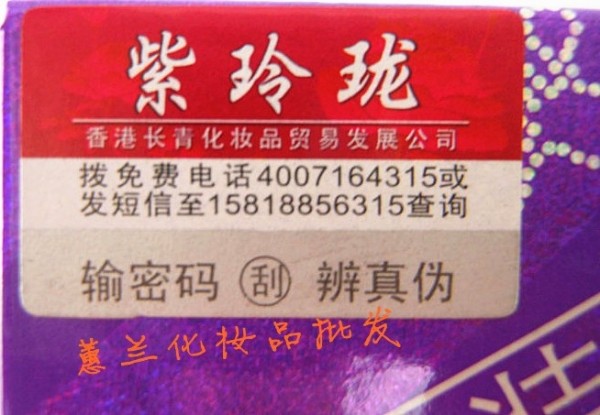 紫玲珑
香港长青化妆品贸易发展公司
拨免费电话4007164315或
发短信至15818856315查询
输密码 刮 辨真伪
蕙兰化妆品批发